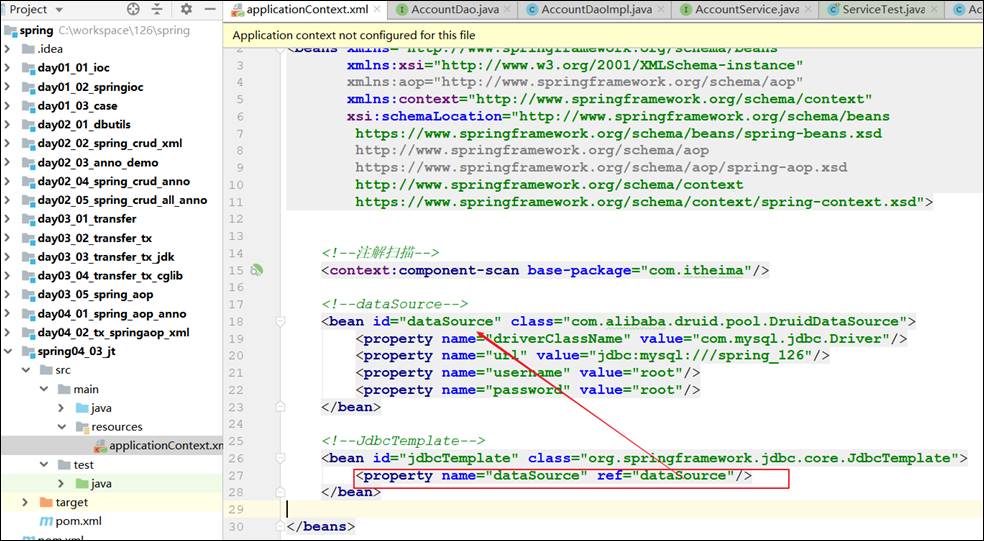 Project
applicationContext.xml
AccountDao.java
AccountDaoImpl.java
AccountService.java
ServiceTest.java
Ac
spring C:\workspace\126\spring
Application context not configured for this file
.idea
day01_01_ioc
day01_02_springioc
day01_03_case
day02_01_dbutils
day02_02_spring_crud_xml
day02_03_anno_demo
day02_04_spring_crud_anno
day02_05_spring_crud_all_anno
day03_01_transfer
day03_02_transfer_tx
day03_03_transfer_tx_jdk
day03_04_transfer_tx_cglib
day03_05_spring_aop
day04_01_spring_aop_anno
day04_02_tx_springaop_xml
spring04_03_jt
src
main
java
resources
applicationContext.xm
test
java
target
pom.xml
pom.xml
2 <beans xmlns="http://www.springframework.org/schema/beans"
3 xmlns:xsi="http://www.w3.org/2001/XMLSchema-instance"
4 xmlns:aop="http://www.springframework.org/schema/aop"
5 xmlns:context="http://www.springframework.org/schema/context"
6 xsi:schemaLocation="http://www.springframework.org/schema/beans
7 https://www.springframework.org/schema/beans/spring-beans.xsd
8 http://www.springframework.org/schema/aop
9 https://www.springframework.org/schema/aop/spring-aop.xsd
10 http://www.springframework.org/schema/context
11 https://www.springframework.org/schema/context/spring-context.xsd">
12
13
14 <!--注解扫描-->
15 <context:component-scan base-package="com.itheima"/>
16
17 <!--dataSource-->
18 <bean id="dataSource" class="com.alibaba.druid.pool.DruidDataSource">
19 <property name="driverClassName" value="com.mysql.jdbc.Driver"/>
20 <property name="url" value="jdbc:mysql:///spring_126"/>
21 <property name="username" value="root"/>
22 <property name="password" value="root"/>
23 </bean>
24
25 <!--JdbcTemplate-->
26 <bean id="jdbcTemplate" class="org.springframework.jdbc.core.JdbcTemplate">
27 <property name="dataSource" ref="dataSource"/>
28 </bean>
29
30 </beans>